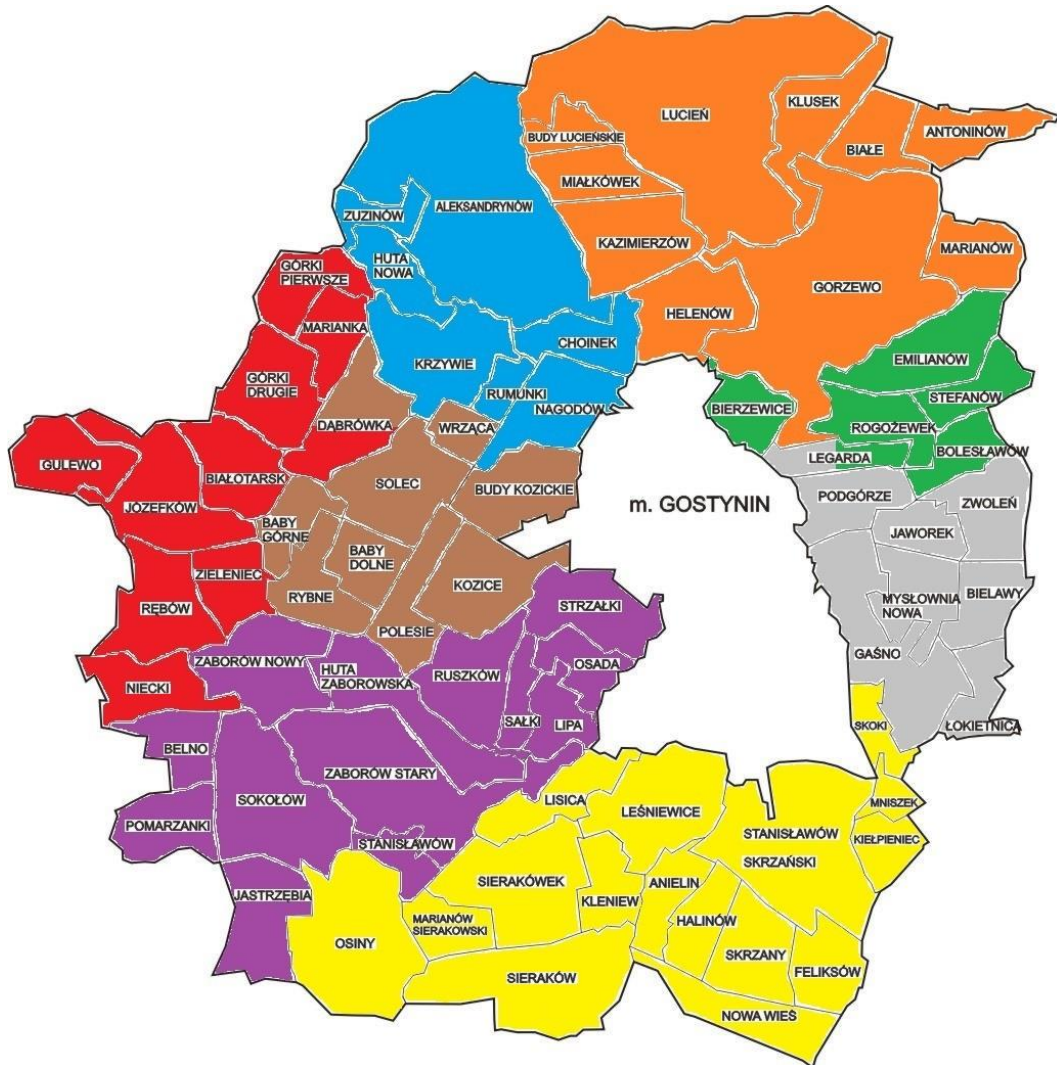 LUCIEŃ
KLUSEK
ANTONINÓW
BUDY LUCIEŃSKIE
BIAŁE
MIAŁKÓWEK
ZUZINÓW
ALEKSANDRYNÓW
KAZIMIERZÓW
MARIANÓW
HUTA
NOWA
GÓRKI
PIERWSZE
GORZEWO
HELENÓW
MARIANKA
CHOINEK
KRZYWIE
EMILIANÓW
GÓRKI
DRUGIE
RUMUNKI
STEFANÓW
NAGODÓW
BIERZEWICE
DĄBRÓWKA
WRZĄCA
ROGOŻEWEK
BOLESŁAWÓW
LEGARDA
GULEWO
BIAŁOTARSK
SOLEC
BUDY KOZICKIE
PODGÓRZE
ZWOLEŃ
m. GOSTYNIN
JÓZEFKÓW
BABY
GÓRNE
JAWOREK
BABY
DOLNE
ZIELENIEC
KOZICE
RYBNE
BIELAWY
MYSŁOWNIA
NOWA
STRZAŁKI
RĘBÓW
POLESIE
GAŚNO
ZABORÓW NOWY
HUTA
ZABOROWSKA
RUSZKÓW
OSADA
NIECKI
SAŁKI
LIPA
SKOKI
ŁOKIETNICA
BELNO
ZABORÓW STARY
SOKOŁÓW
LISICA
LEŚNIEWICE
MNISZEK
POMARZANKI
STANISŁAWÓW
STANISŁAWÓW
SKRZAŃSKI
KIEŁPIENIEC
SIERAKÓWEK
ANIELIN
JASTRZĘBIA
KLENIEW
HALINÓW
MARIANÓW
SIERAKOWSKI
OSINY
SKRZANY
SIERAKÓW
FELIKSÓW
NOWA WIEŚ